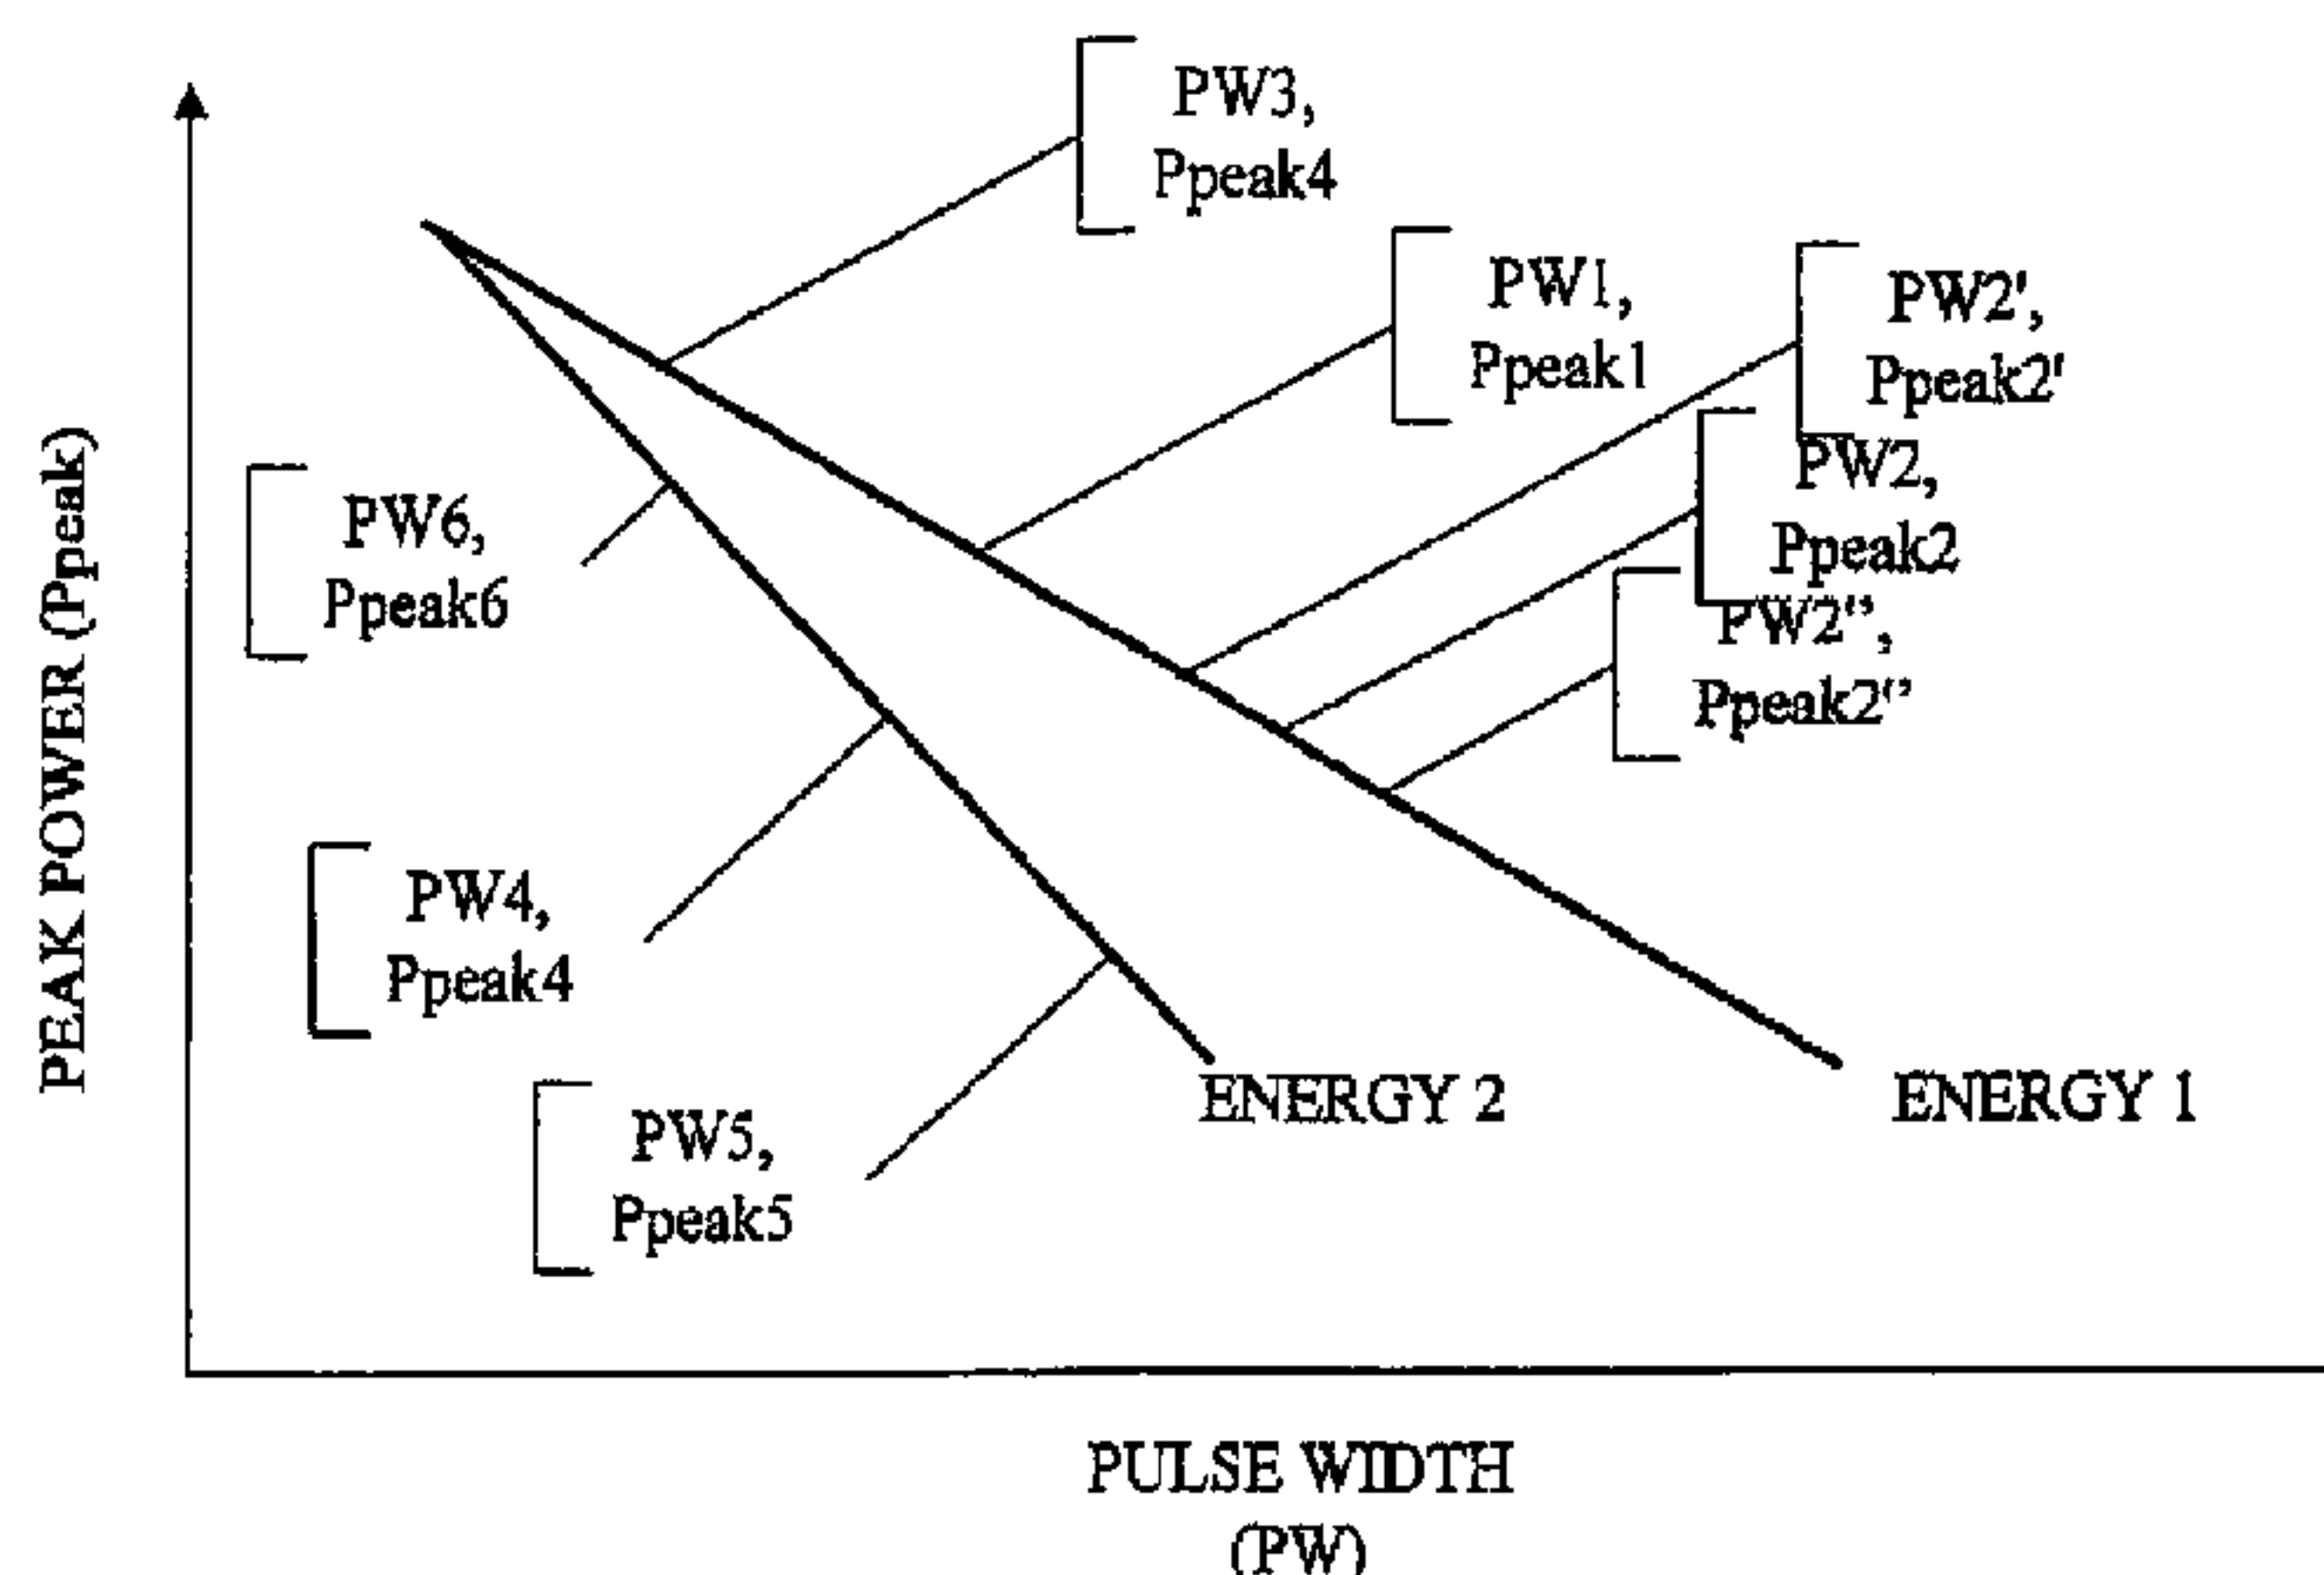 PW3,
Ppeak4
PW1,
Ppeak1
PW2',
Ppeak2'
PW2,
Ppeak2
PW2",
Ppeak2"
PW6,
Ppeak6
PW4,
Ppeak4
PW5,
Ppeak5
ENERGY 2
ENERGY 1
PEAK POWER (Ppeak)
PULSE WIDTH
(PW)